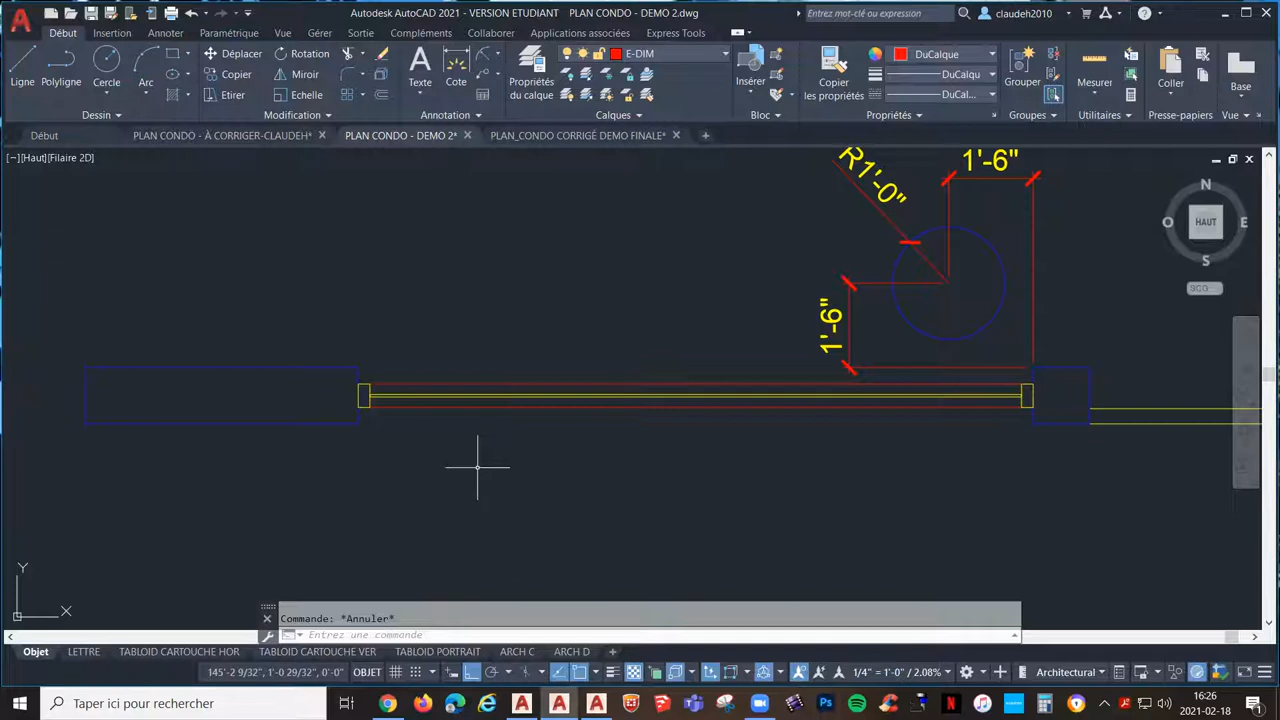 Autodesk AutoCAD 2021 - VERSION ETUDIANT PLAN CONDO - DEMO 2.dwg
Entrez mot-clé ou expression
claudeh2010
Début Insertion Annoter Paramétrique Vue Gérer Sortie Compléments Collaborer Applications associées Express Tools
Ligne
Polyligne
Cercle
Arc
Dessin
Déplacer
Copier
Etirer
Rotation
Miroir
Echelle
Modification
Texte
Cote
Annotation
Propriétés
du calque
E-DIM
Calques
Insérer
Bloc
Copier
les propriétés
DuCalque
DuCalqu
DuCal...
Propriétés
Grouper
Groupes
Mesurer
Utilitaires
Coller
Presse-papiers
Base
Vue
Début
PLAN CONDO - À CORRIGER-CLAUDEH*
PLAN CONDO - DEMO 2*
PLAN_CONDO CORRIGÉ DEMO FINALE*
[−][Haut][Filaire 2D]
R1'-0"
1'-6"
1'-6"
N
O
HAUT
E
S
SCG
Y
X
Commande: *Annuler*
Entrez une commande
Objet LETTRE TABLOID CARTOUCHE HOR TABLOID CARTOUCHE VER TABLOID PORTRAIT ARCH C ARCH D
145'-2 9/32", 1'-0 29/32", 0'-0" OBJET
1/4" = 1'-0" / 2.08%
Architectural
Taper ici pour rechercher
16:26
2021-02-18